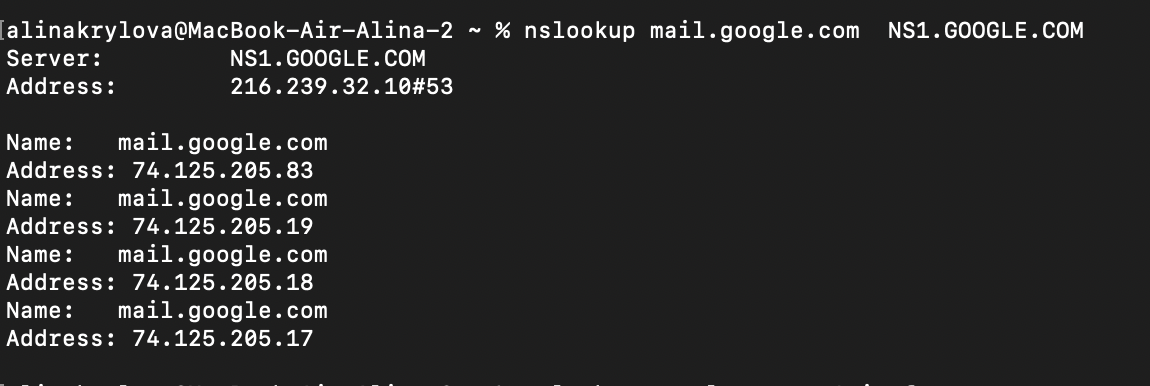 alinakrylova@MacBook-Air-Alina-2 ~ % nslookup mail.google.com  NS1.GOOGLE.COM
Server:         NS1.GOOGLE.COM
Address:        216.239.32.10#53

Name:   mail.google.com
Address: 74.125.205.83
Name:   mail.google.com
Address: 74.125.205.19
Name:   mail.google.com
Address: 74.125.205.18
Name:   mail.google.com
Address: 74.125.205.17